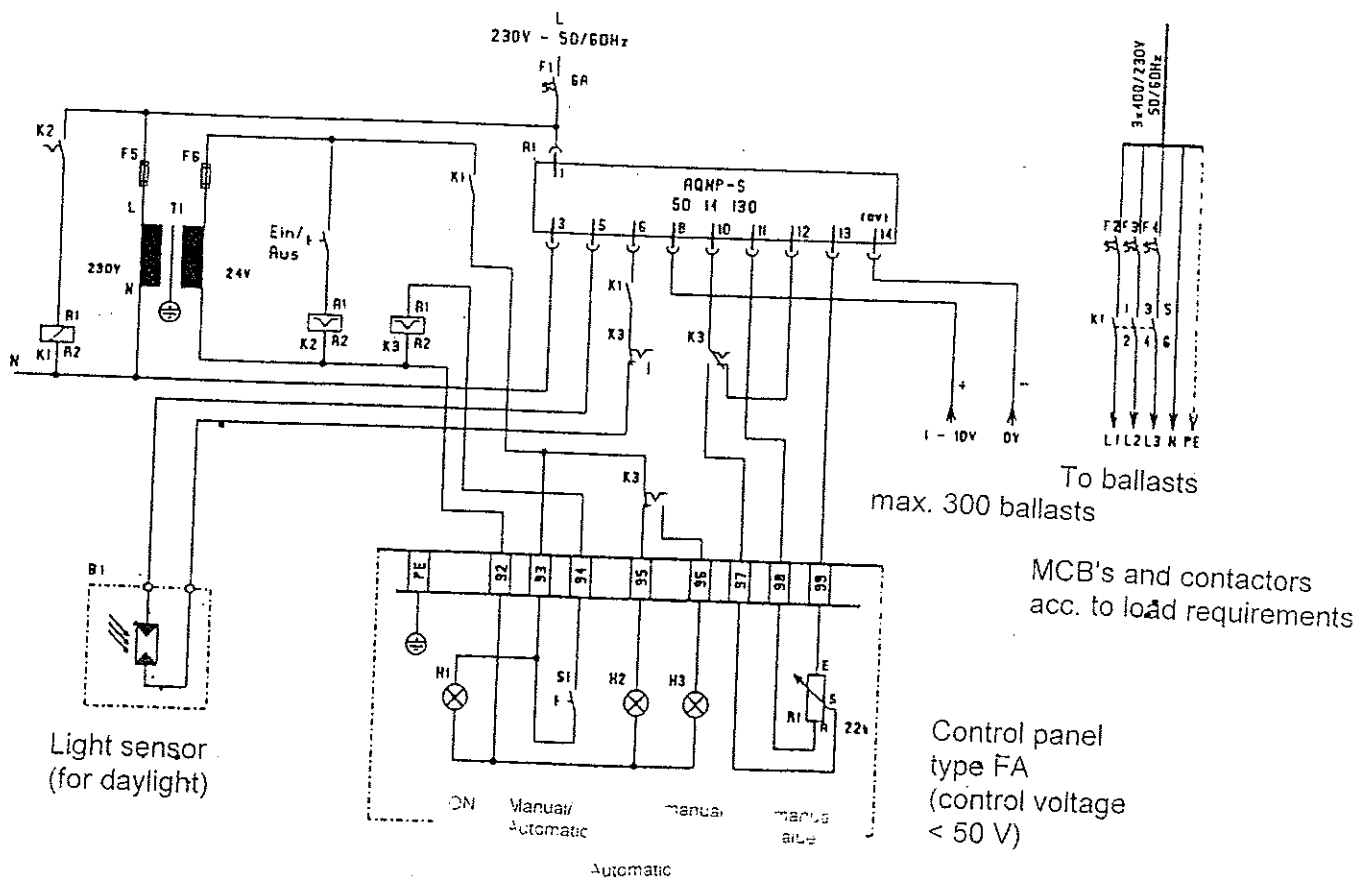 L
230V - 50/60Hz
F1
6A
3x400/230V
50/60Hz
K2
F5
F6
K1
A1
1
AQMP-S
50 14 130
(0V)
3 5 6 8 10 11 12 13 14
L T1
Ein/
Aus
230V
24V
N
A1
K2 A2
A1
K3 A2
A1
K1 A2
N
K1
K3
K3
F2 F3 F4
K1
1 3 5
2 4 6
+
-
1 - 10V
0V
L1 L2 L3 N PE
To ballasts
max. 300 ballasts
K3
MCB's and contactors
acc. to load requirements
B1
PE 92 93 94 95 96 97 98 99
H1
S1
H2
H3
E
S
R1 A
22k
Light sensor
(for daylight)
Control panel
type FA
(control voltage
< 50 V)
ON
Manual/
Automatic
manual
Automatic